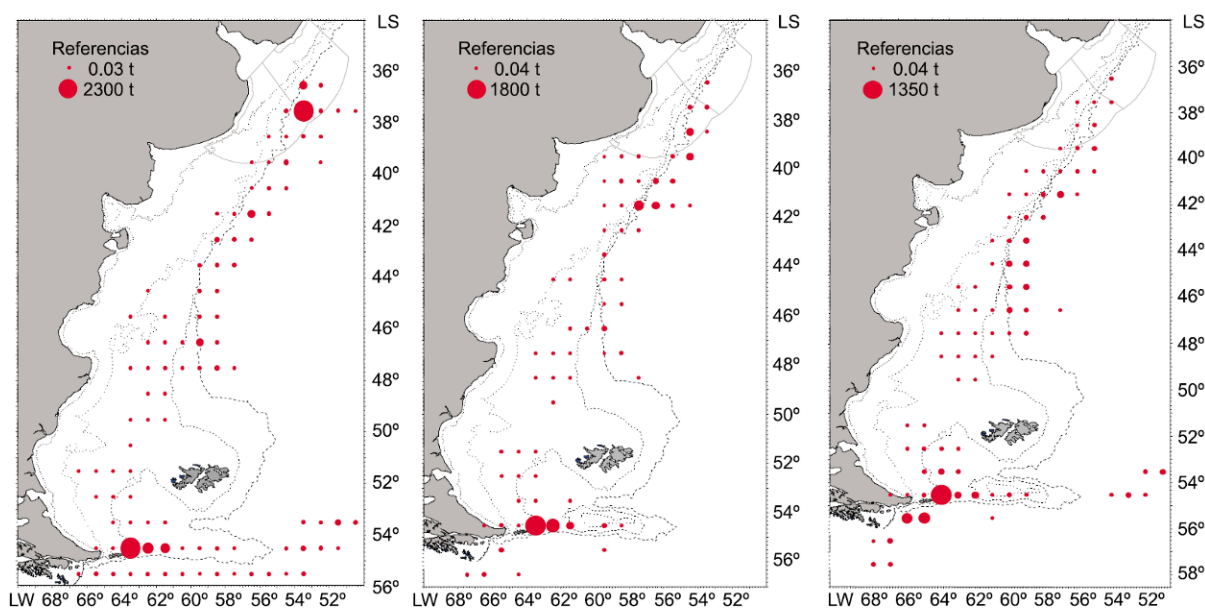 LS
Referencias
0.03 t
2300 t
36º
38º
40º
42º
44º
46º
48º
50º
52º
54º
56º
LW 68º 66º 64º 62º 60º 58º 56º 54º 52º
LS
Referencias
0.04 t
1800 t
36º
38º
40º
42º
44º
46º
48º
50º
52º
54º
56º
LW 68º 66º 64º 62º 60º 58º 56º 54º 52º
LS
Referencias
0.04 t
1350 t
36º
38º
40º
42º
44º
46º
48º
50º
52º
54º
56º
58º
LW 68º 66º 64º 62º 60º 58º 56º 54º 52º